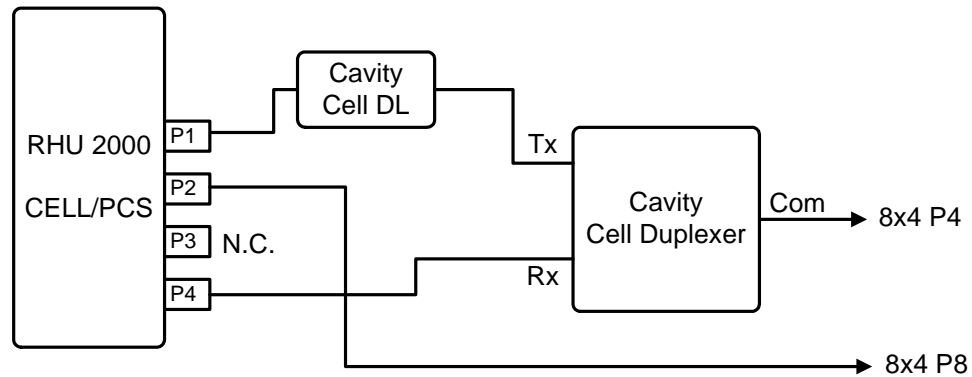 RHU 2000
CELL/PCS
P1
P2
P3
P4
N.C.
Cavity
Cell DL
Tx
Rx
Cavity
Cell Duplexer
Com
8x4 P4
8x4 P8